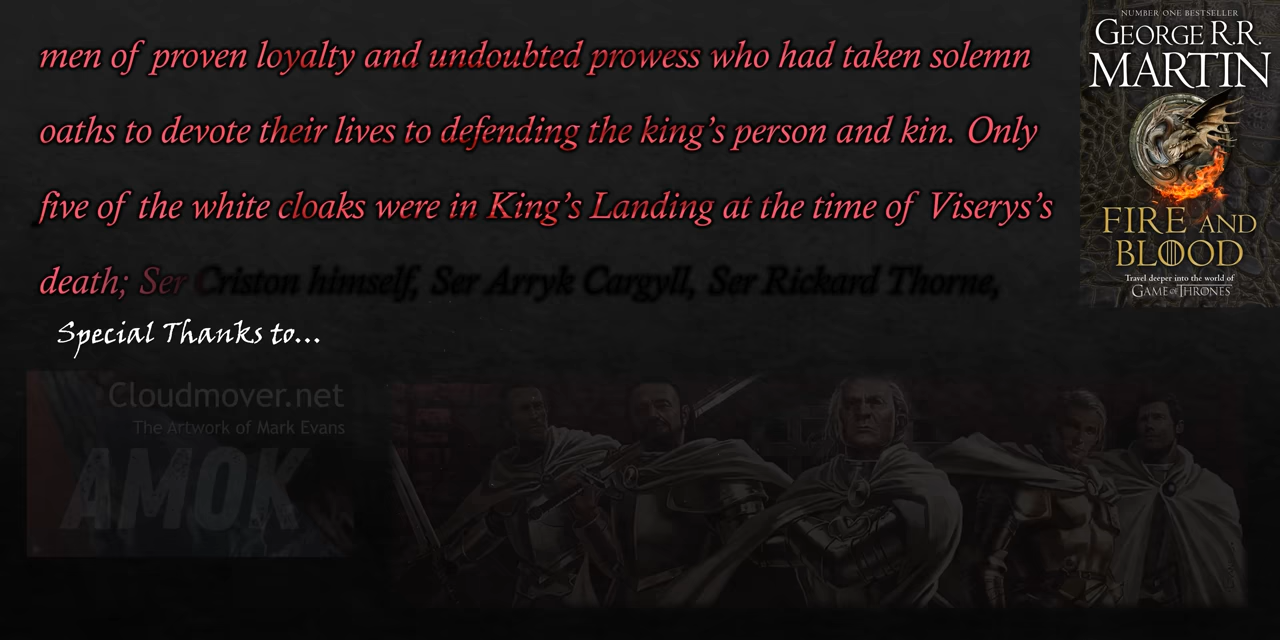 men of proven loyalty and undoubted prowess who had taken solemn
oaths to devote their lives to defending the king's person and kin. Only
five of the white cloaks were in King's Landing at the time of Viserys's
death; Ser Criston himself, Ser Arryk Cargyll, Ser Rickard Thorne,
Special Thanks to...
Cloudmover.net
The Artwork of Mark Evans
AMOK
NUMBER ONE BESTSELLER
GEORGE R.R.
MARTIN
FIRE AND
BLOOD
Travel deeper into the world of
GAME OF THRONES